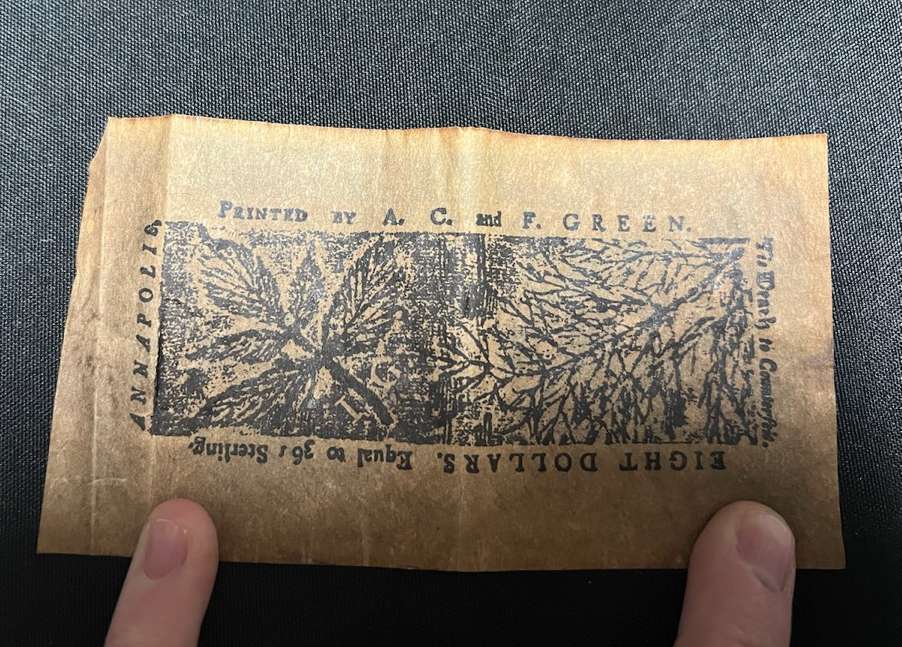 PRINTED BY A. C. and F. GREEN.
'Tis Death to Counterfeit.
EIGHT DOLLARS. Equal to 36 s Sterling.
ANNAPOLIS,